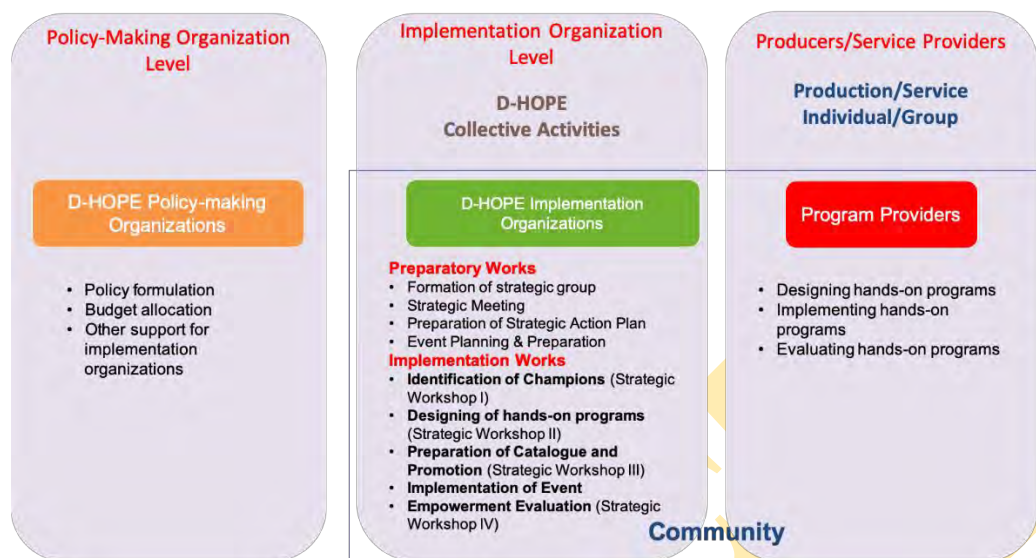 Policy-Making Organization
Level
D-HOPE Policy-making
Organizations
• Policy formulation
• Budget allocation
• Other support for
implementation
organizations
Implementation Organization
Level
D-HOPE
Collective Activities
D-HOPE Implementation
Organizations
Preparatory Works
• Formation of strategic group
• Strategic Meeting
• Preparation of Strategic Action Plan
• Event Planning & Preparation
Implementation Works
• Identification of Champions (Strategic
Workshop I)
• Designing of hands-on programs
(Strategic Workshop II)
• Preparation of Catalogue and
Promotion (Strategic Workshop III)
• Implementation of Event
• Empowerment Evaluation (Strategic
Workshop IV)
Producers/Service Providers
Production/Service
Individual/Group
Program Providers
• Designing hands-on programs
• Implementing hands-on
programs
• Evaluating hands-on programs
Community